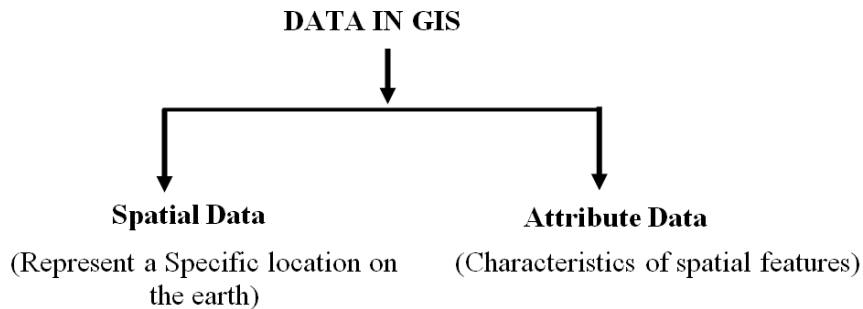 DATA IN GIS
Spatial Data
(Represent a Specific location on
the earth)
Attribute Data
(Characteristics of spatial features)